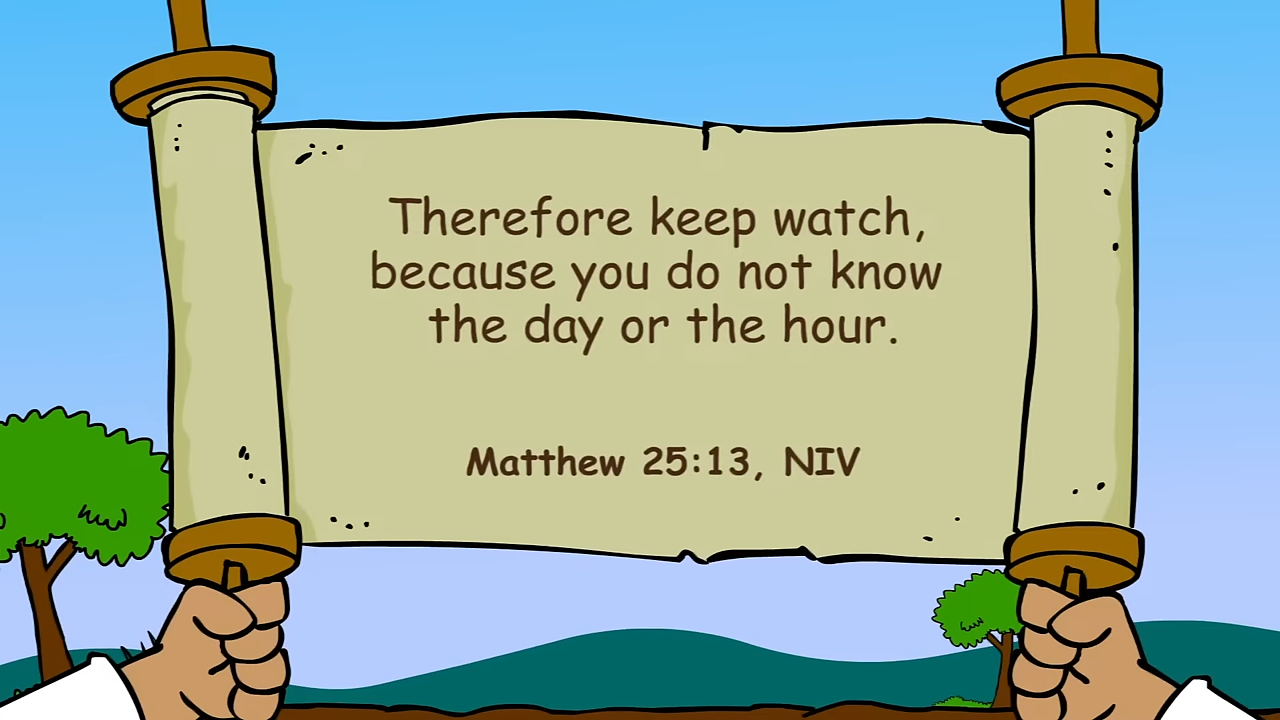 Therefore keep watch,
because you do not know
the day or the hour.
Matthew 25:13, NIV